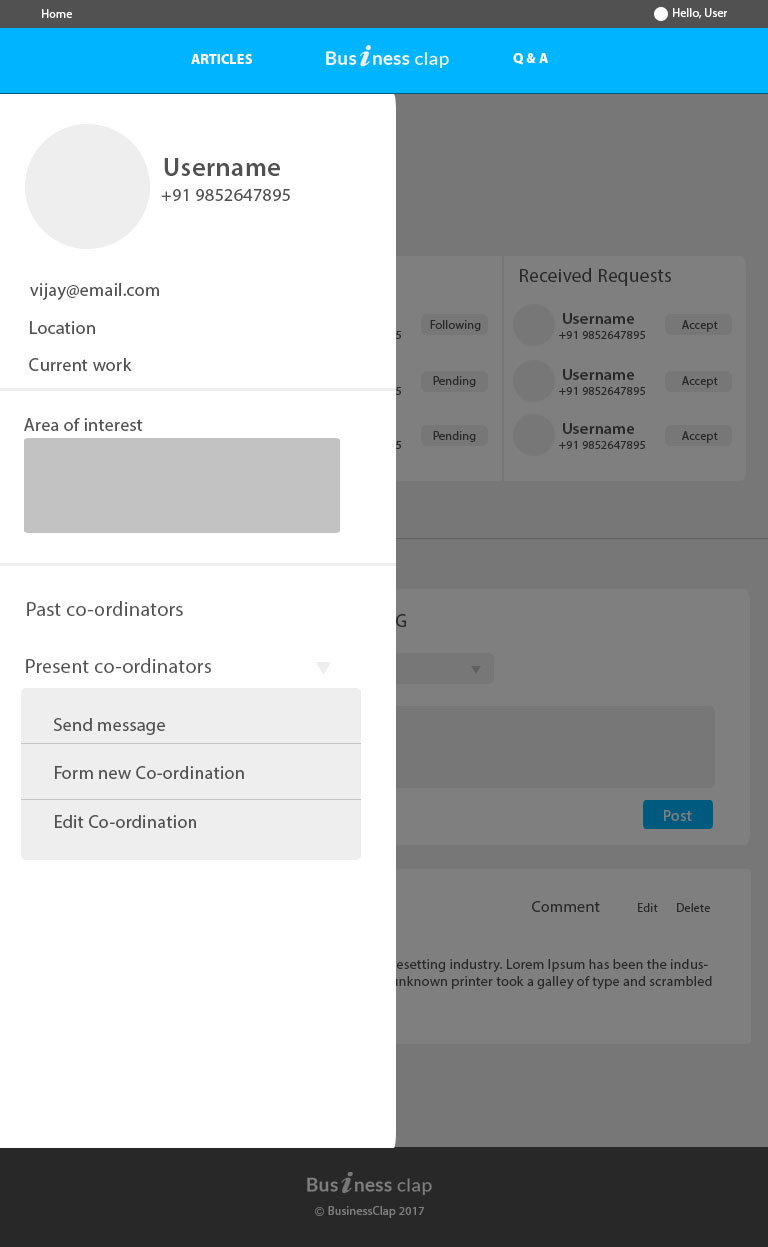 Home
Hello, User
ARTICLES
Business clap
Q & A
Username
+91 9852647895
vijay@email.com
Location
Current work
Area of interest
Past co-ordinators
Present co-ordinators
Send message
Form new Co-ordination
Edit Co-ordination
Following
5
Pending
5
Pending
5
Received Requests
Username
+91 9852647895
Accept
Username
+91 9852647895
Accept
Username
+91 9852647895
Accept
G
Post
Comment Edit Delete
esetting industry. Lorem Ipsum has been the indus-
unknown printer took a galley of type and scrambled
Business clap
© BusinessClap 2017